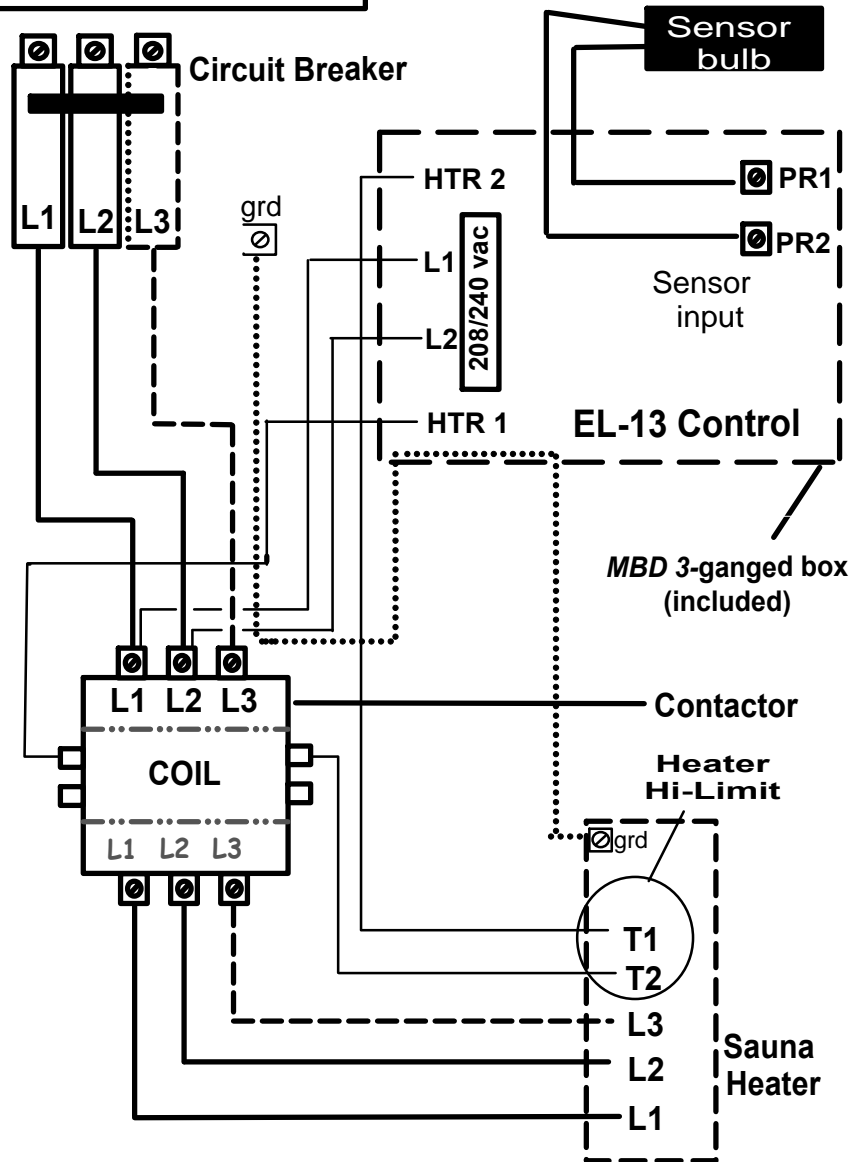 Circuit Breaker
L1
L2
L3
grd
Sensor
bulb
HTR 2
PR1
L1
208/240 vac
PR2
Sensor
input
L2
HTR 1
EL-13 Control
MBD 3-ganged box
(included)
L1 L2 L3
Contactor
COIL
Heater
Hi-Limit
L1 L2 L3
grd
T1
T2
L3
L2
L1
Sauna
Heater